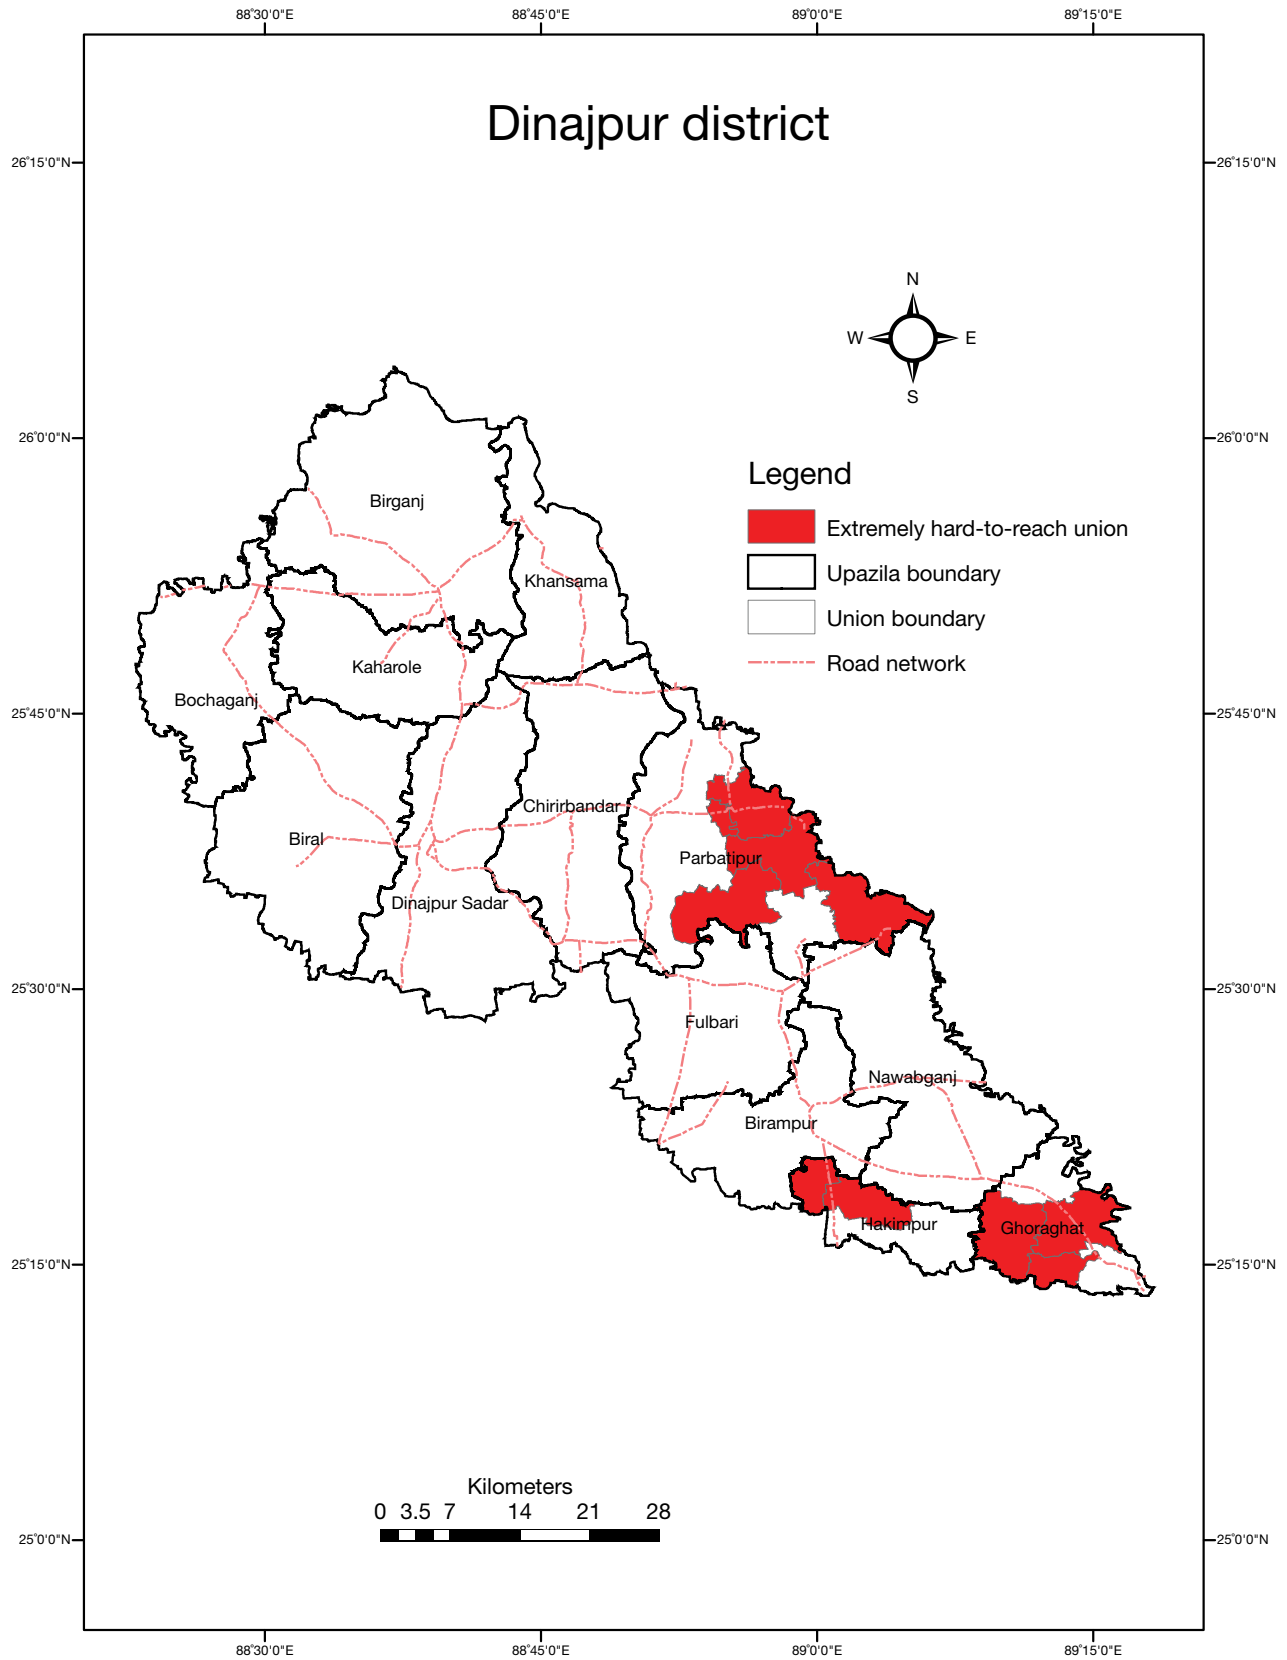 88°30'0"E 88°45'0"E 89°0'0"E 89°15'0"E
Dinajpur district
26°15'0"N 26°15'0"N
N
W E
S
26°0'0"N 26°0'0"N
Legend
Extremely hard-to-reach union
Upazila boundary
Union boundary
Road network
Birganj
Khansama
Kaharole
Bochaganj
25°45'0"N 25°45'0"N
Chirirbandar
Biral
Parbatipur
Dinajpur Sadar
25°30'0"N 25°30'0"N
Fulbari
Nawabganj
Birampur
Hakimpur
Ghoraghat
25°15'0"N 25°15'0"N
Kilometers
0 3.5 7 14 21 28
25°0'0"N 25°0'0"N
88°30'0"E 88°45'0"E 89°0'0"E 89°15'0"E